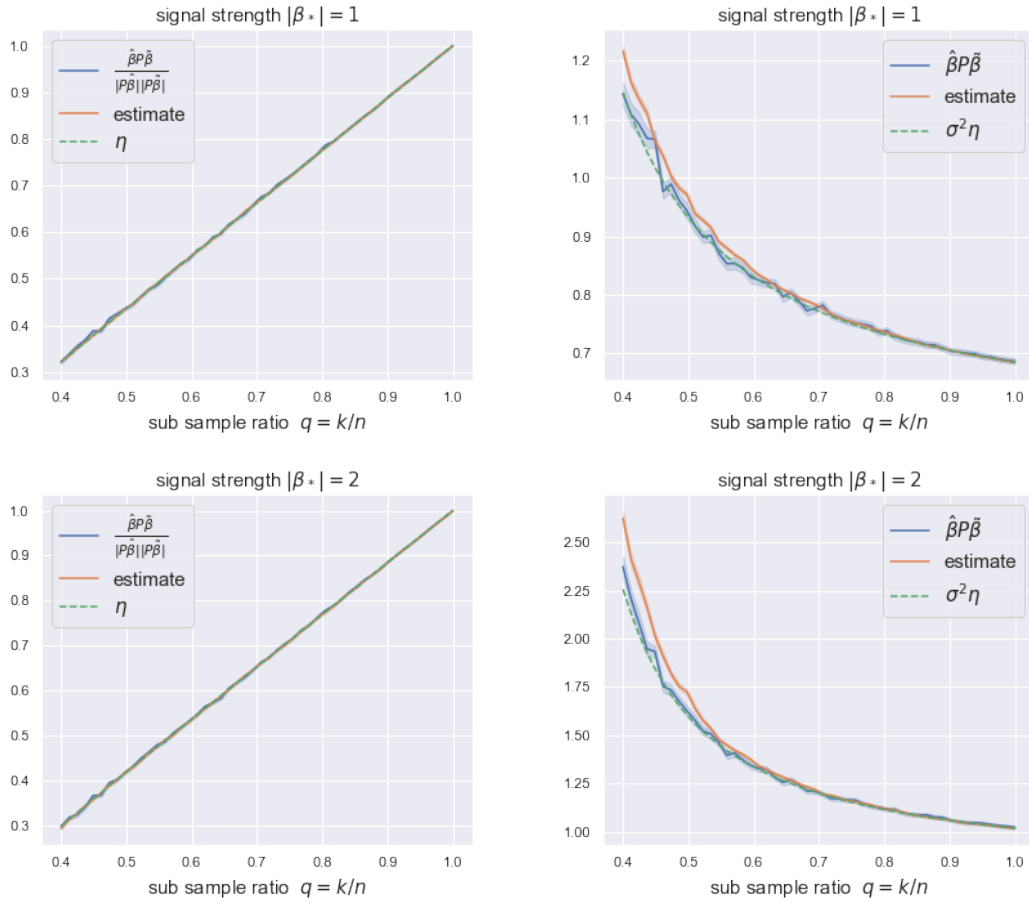 signal strength |β*| = 1
1.0
0.9
0.8
0.7
0.6
0.5
0.4
0.3
β̂Pβ̃
|Pβ̂||Pβ̃|
estimate
η
0.4 0.5 0.6 0.7 0.8 0.9 1.0
sub sample ratio q = k/n
signal strength |β*| = 1
1.2
1.1
1.0
0.9
0.8
0.7
β̂Pβ̃
estimate
σ²η
0.4 0.5 0.6 0.7 0.8 0.9 1.0
sub sample ratio q = k/n
signal strength |β*| = 2
1.0
0.9
0.8
0.7
0.6
0.5
0.4
0.3
β̂Pβ̃
|Pβ̂||Pβ̃|
estimate
η
0.4 0.5 0.6 0.7 0.8 0.9 1.0
sub sample ratio q = k/n
signal strength |β*| = 2
2.50
2.25
2.00
1.75
1.50
1.25
1.00
β̂Pβ̃
estimate
σ²η
0.4 0.5 0.6 0.7 0.8 0.9 1.0
sub sample ratio q = k/n